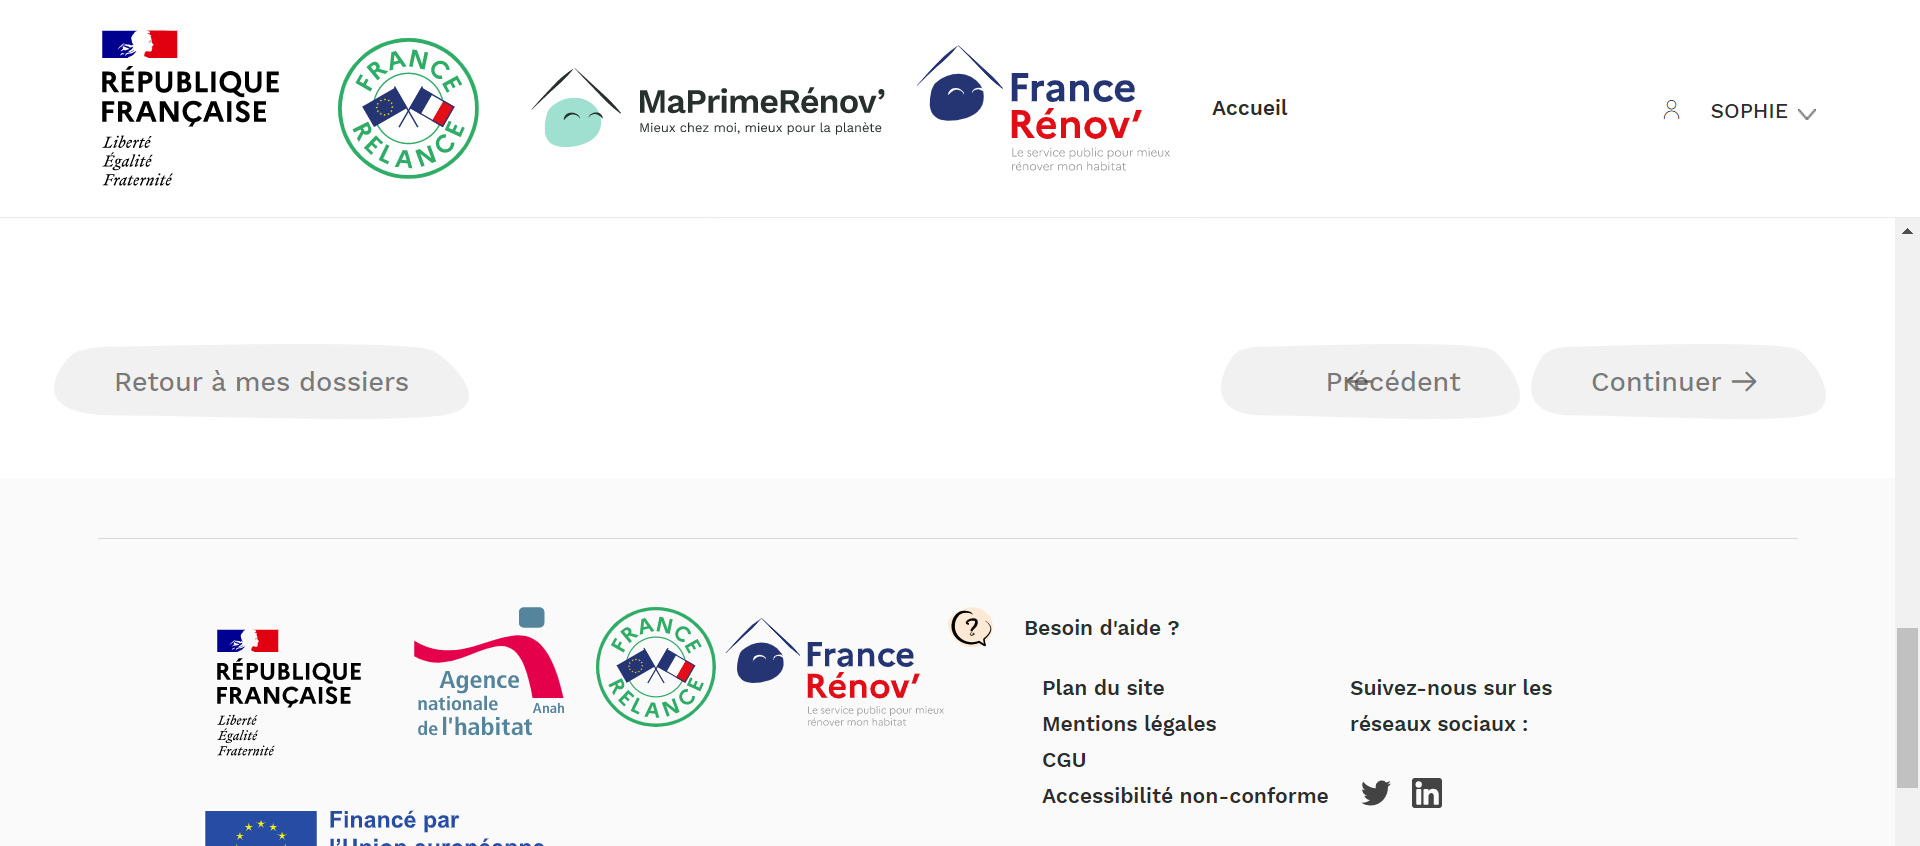 RÉPUBLIQUE
FRANÇAISE
Liberté
Égalité
Fraternité
FRANCE
RELANCE
MaPrimeRénov’
Mieux chez moi, mieux pour la planète
France
Rénov’
Le service public pour mieux
rénover mon habitat
Accueil
SOPHIE
Retour à mes dossiers
Précédent
Continuer
RÉPUBLIQUE
FRANÇAISE
Liberté
Égalité
Fraternité
Agence
nationale
de l'habitat
Anah
FRANCE
RELANCE
France
Rénov’
Le service public pour mieux
rénover mon habitat
Besoin d'aide ?
Plan du site
Mentions légales
CGU
Accessibilité non-conforme
Suivez-nous sur les
réseaux sociaux :
Financé par
l'Union européenne